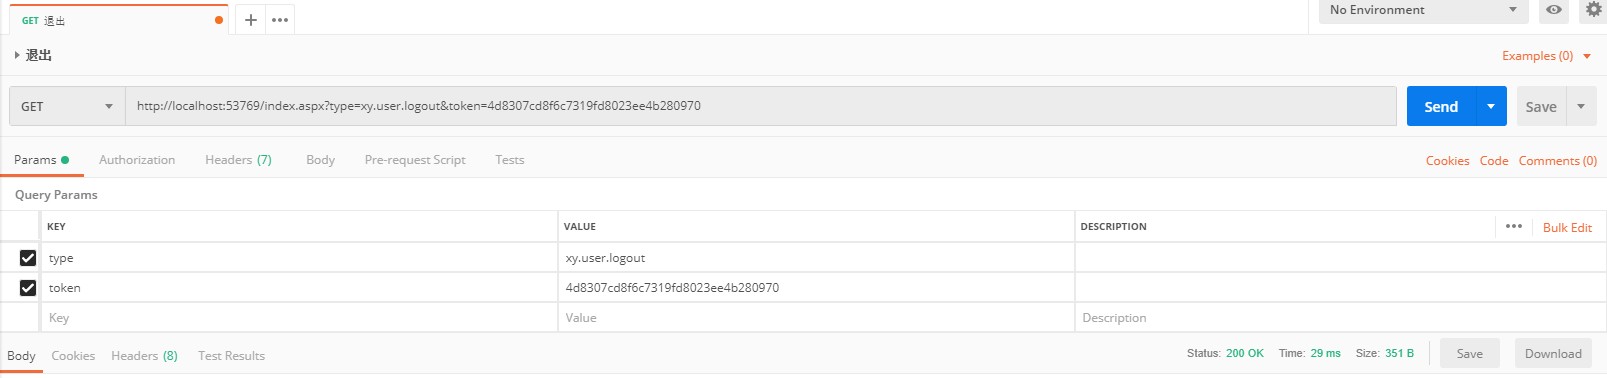 GET 退出
No Environment
退出
Examples (0)
GET http://localhost:53769/index.aspx?type=xy.user.logout&token=4d8307cd8f6c7319fd8023ee4b280970 Send Save
Params Authorization Headers (7) Body Pre-request Script Tests Cookies Code Comments (0)
Query Params
KEY VALUE DESCRIPTION Bulk Edit
type xy.user.logout
token 4d8307cd8f6c7319fd8023ee4b280970
Key Value Description
Body Cookies Headers (8) Test Results Status: 200 OK Time: 29 ms Size: 351 B Save Download